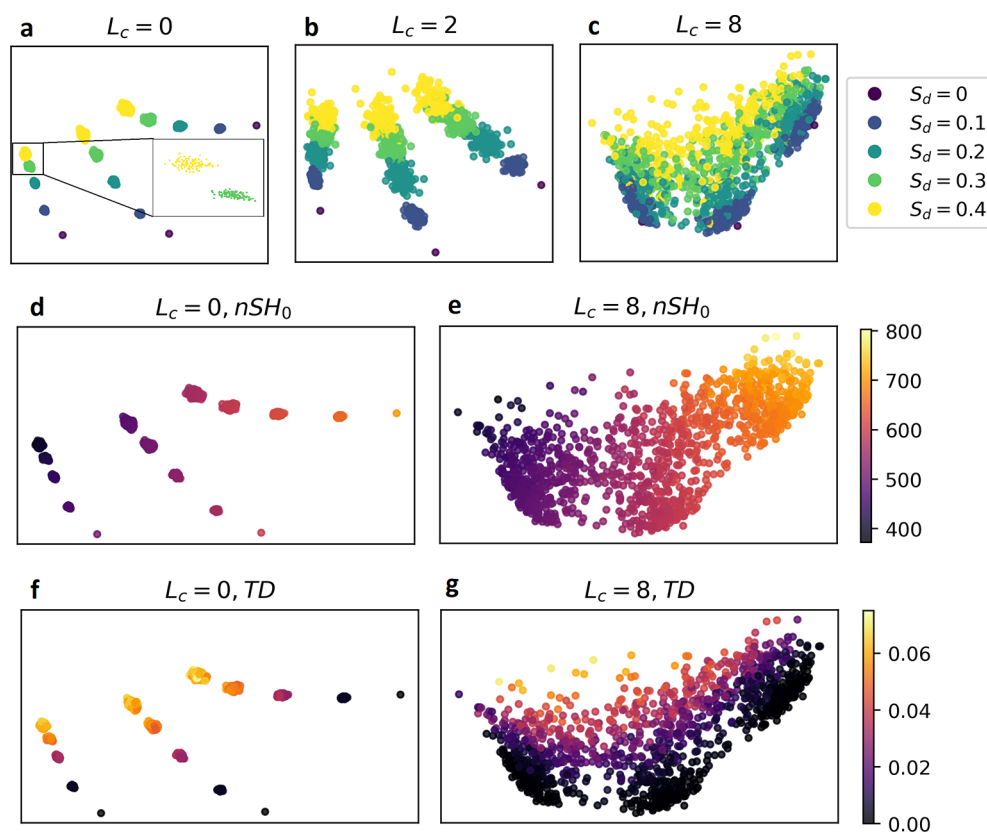 a
L_c = 0
b
L_c = 2
c
L_c = 8
S_d = 0
S_d = 0.1
S_d = 0.2
S_d = 0.3
S_d = 0.4
d
L_c = 0, nSH_0
e
L_c = 8, nSH_0
800
700
600
500
400
f
L_c = 0, TD
g
L_c = 8, TD
0.06
0.04
0.02
0.00